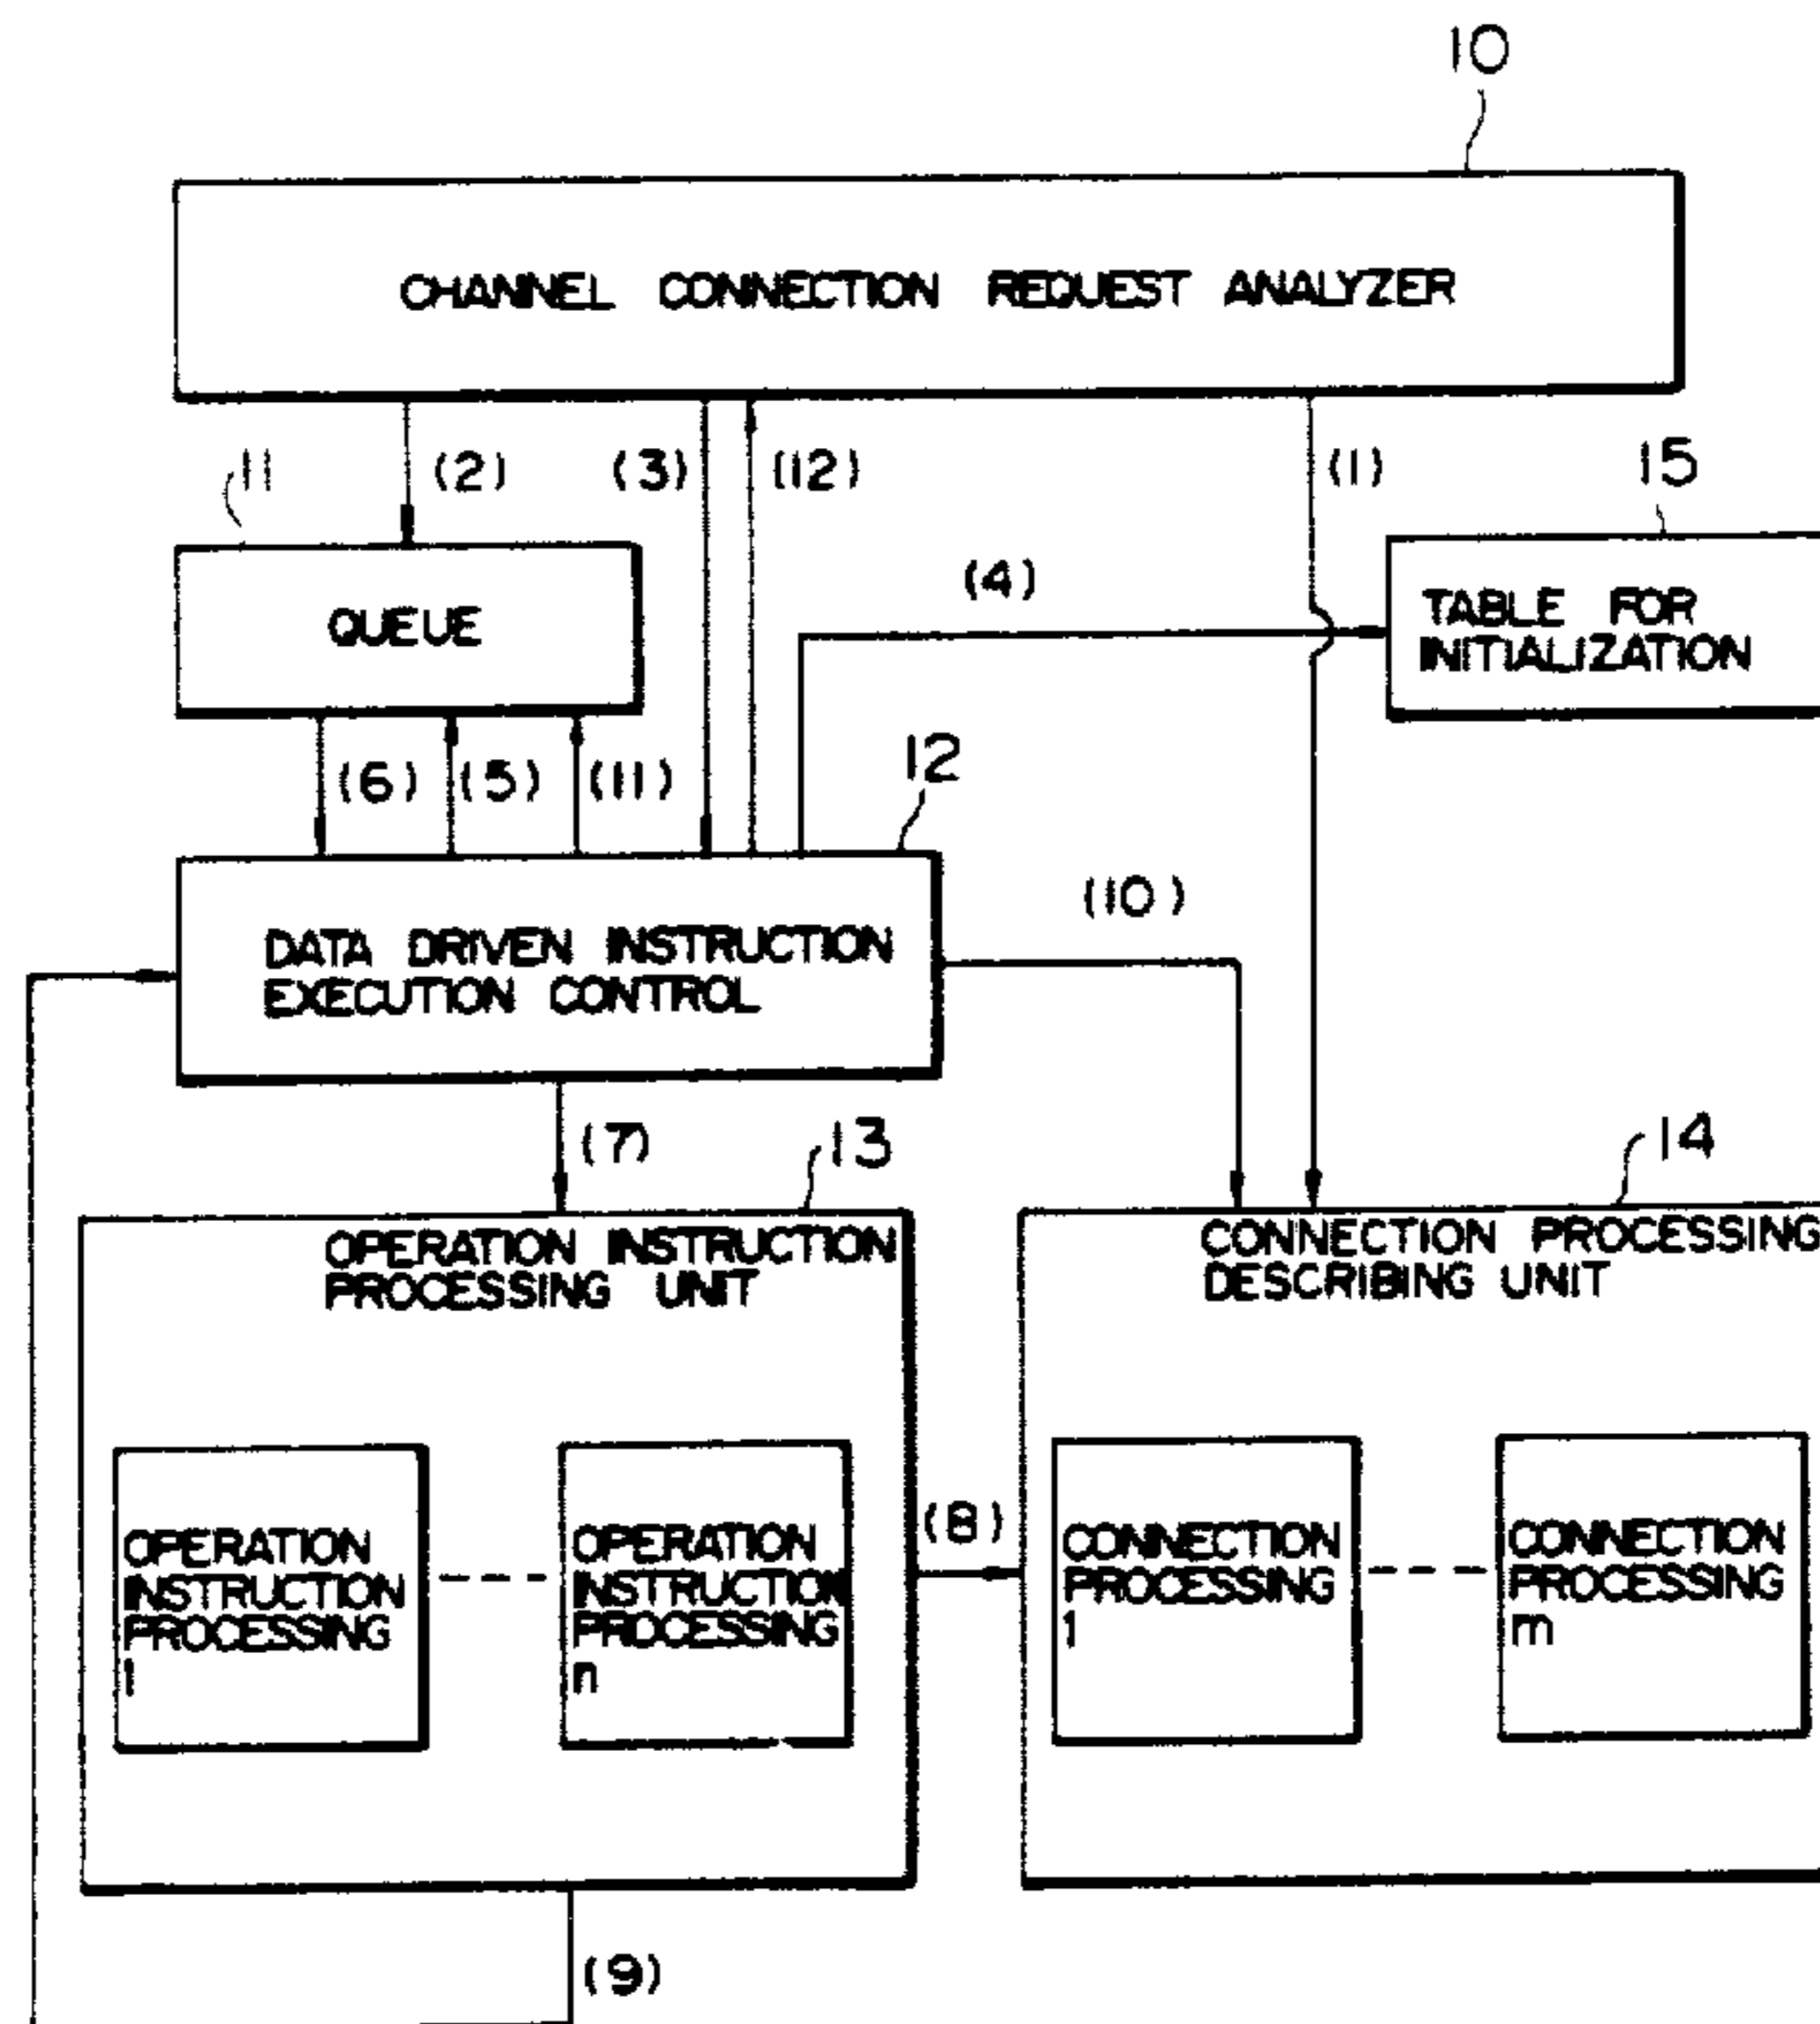 10
CHANNEL CONNECTION REQUEST ANALYZER
11
(2)
(3)
(12)
(1)
15
QUEUE
(4)
TABLE FOR
INITIALIZATION
(6)
(5)
(11)
12
DATA DRIVEN INSTRUCTION
EXECUTION CONTROL
(10)
(7)
13
14
OPERATION INSTRUCTION
PROCESSING UNIT
CONNECTION PROCESSING
DESCRIBING UNIT
OPERATION
INSTRUCTION
PROCESSING
1
OPERATION
INSTRUCTION
PROCESSING
n
(8)
CONNECTION
PROCESSING
1
CONNECTION
PROCESSING
m
(9)